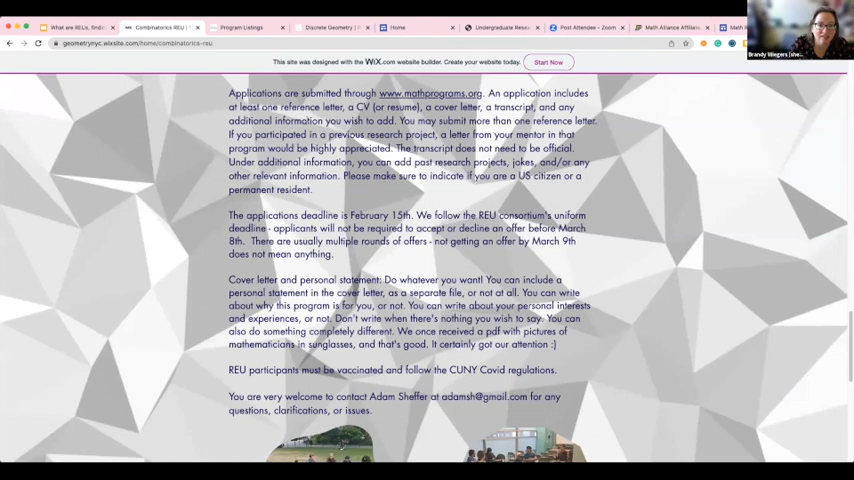 What are REUs, findi
Combinatorics REU |
Program Listings
Discrete Geometry | P
Home
Undergraduate Resea
Post Attendee - Zoom
Math Alliance Affiliat
Math R
geometrynyc.wixsite.com/home/combinatorics-reu
This site was designed with the WiX.com website builder. Create your website today.
Start Now
Brandy Wiegers [she
Applications are submitted through www.mathprograms.org. An application includes
at least one reference letter, a CV (or resume), a cover letter, a transcript, and any
additional information you wish to add. You may submit more than one reference letter.
If you participated in a previous research project, a letter from your mentor in that
program would be highly appreciated. The transcript does not need to be official.
Under additional information, you can add past research projects, jokes, and/or any
other relevant information. Please make sure to indicate if you are a US citizen or a
permanent resident.
The applications deadline is February 15th. We follow the REU consortium's uniform
deadline - applicants will not be required to accept or decline an offer before March
8th. There are usually multiple rounds of offers - not getting an offer by March 9th
does not mean anything.
Cover letter and personal statement: Do whatever you want! You can include a
personal statement in the cover letter, as a separate file, or not at all. You can write
about why this program is for you, or not. You can write about your personal interests
and experiences, or not. Don't write when there's nothing you wish to say. You can
also do something completely different. We once received a pdf with pictures of
mathematicians in sunglasses, and that's good. It certainly got our attention :)
REU participants must be vaccinated and follow the CUNY Covid regulations.
You are very welcome to contact Adam Sheffer at adamsh@gmail.com for any
questions, clarifications, or issues.